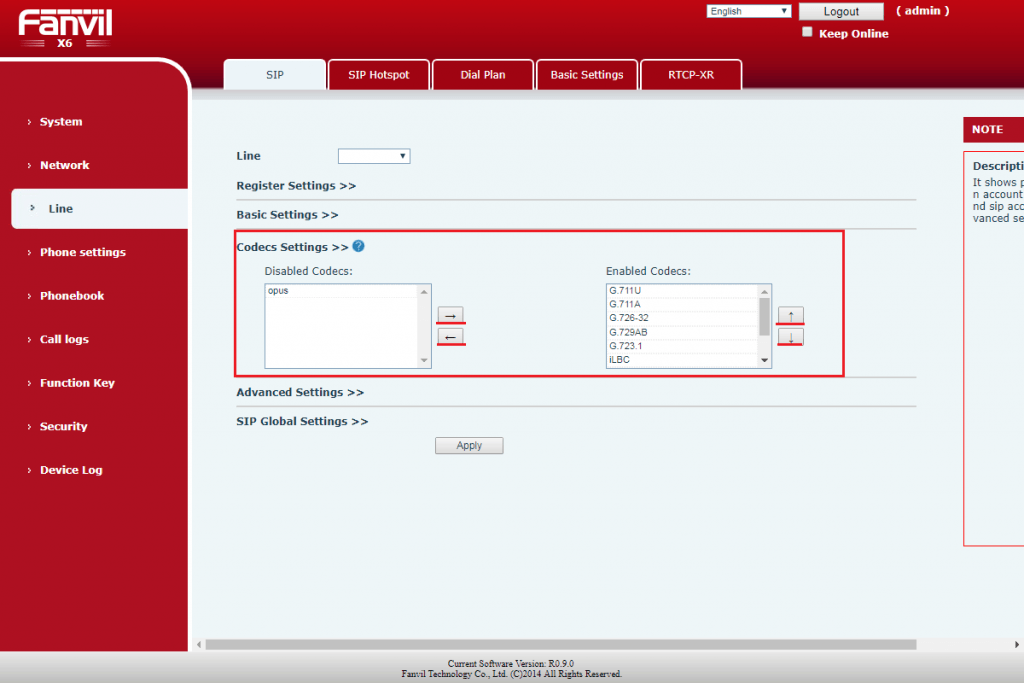 Fanvil
X6
English
Logout
( admin )
Keep Online
SIP
SIP Hotspot
Dial Plan
Basic Settings
RTCP-XR
› System
› Network
› Line
› Phone settings
› Phonebook
› Call logs
› Function Key
› Security
› Device Log
Line
Register Settings >>
Basic Settings >>
Codecs Settings >> ?
Disabled Codecs:
opus
→
←
Enabled Codecs:
G.711U
G.711A
G.726-32
G.729AB
G.723.1
iLBC
↑
↓
Advanced Settings >>
SIP Global Settings >>
Apply
NOTE
Descripti
It shows p
n account
nd sip acc
vanced se
Current Software Version: R0.9.0
Fanvil Technology Co., Ltd. (C)2014 All Rights Reserved.